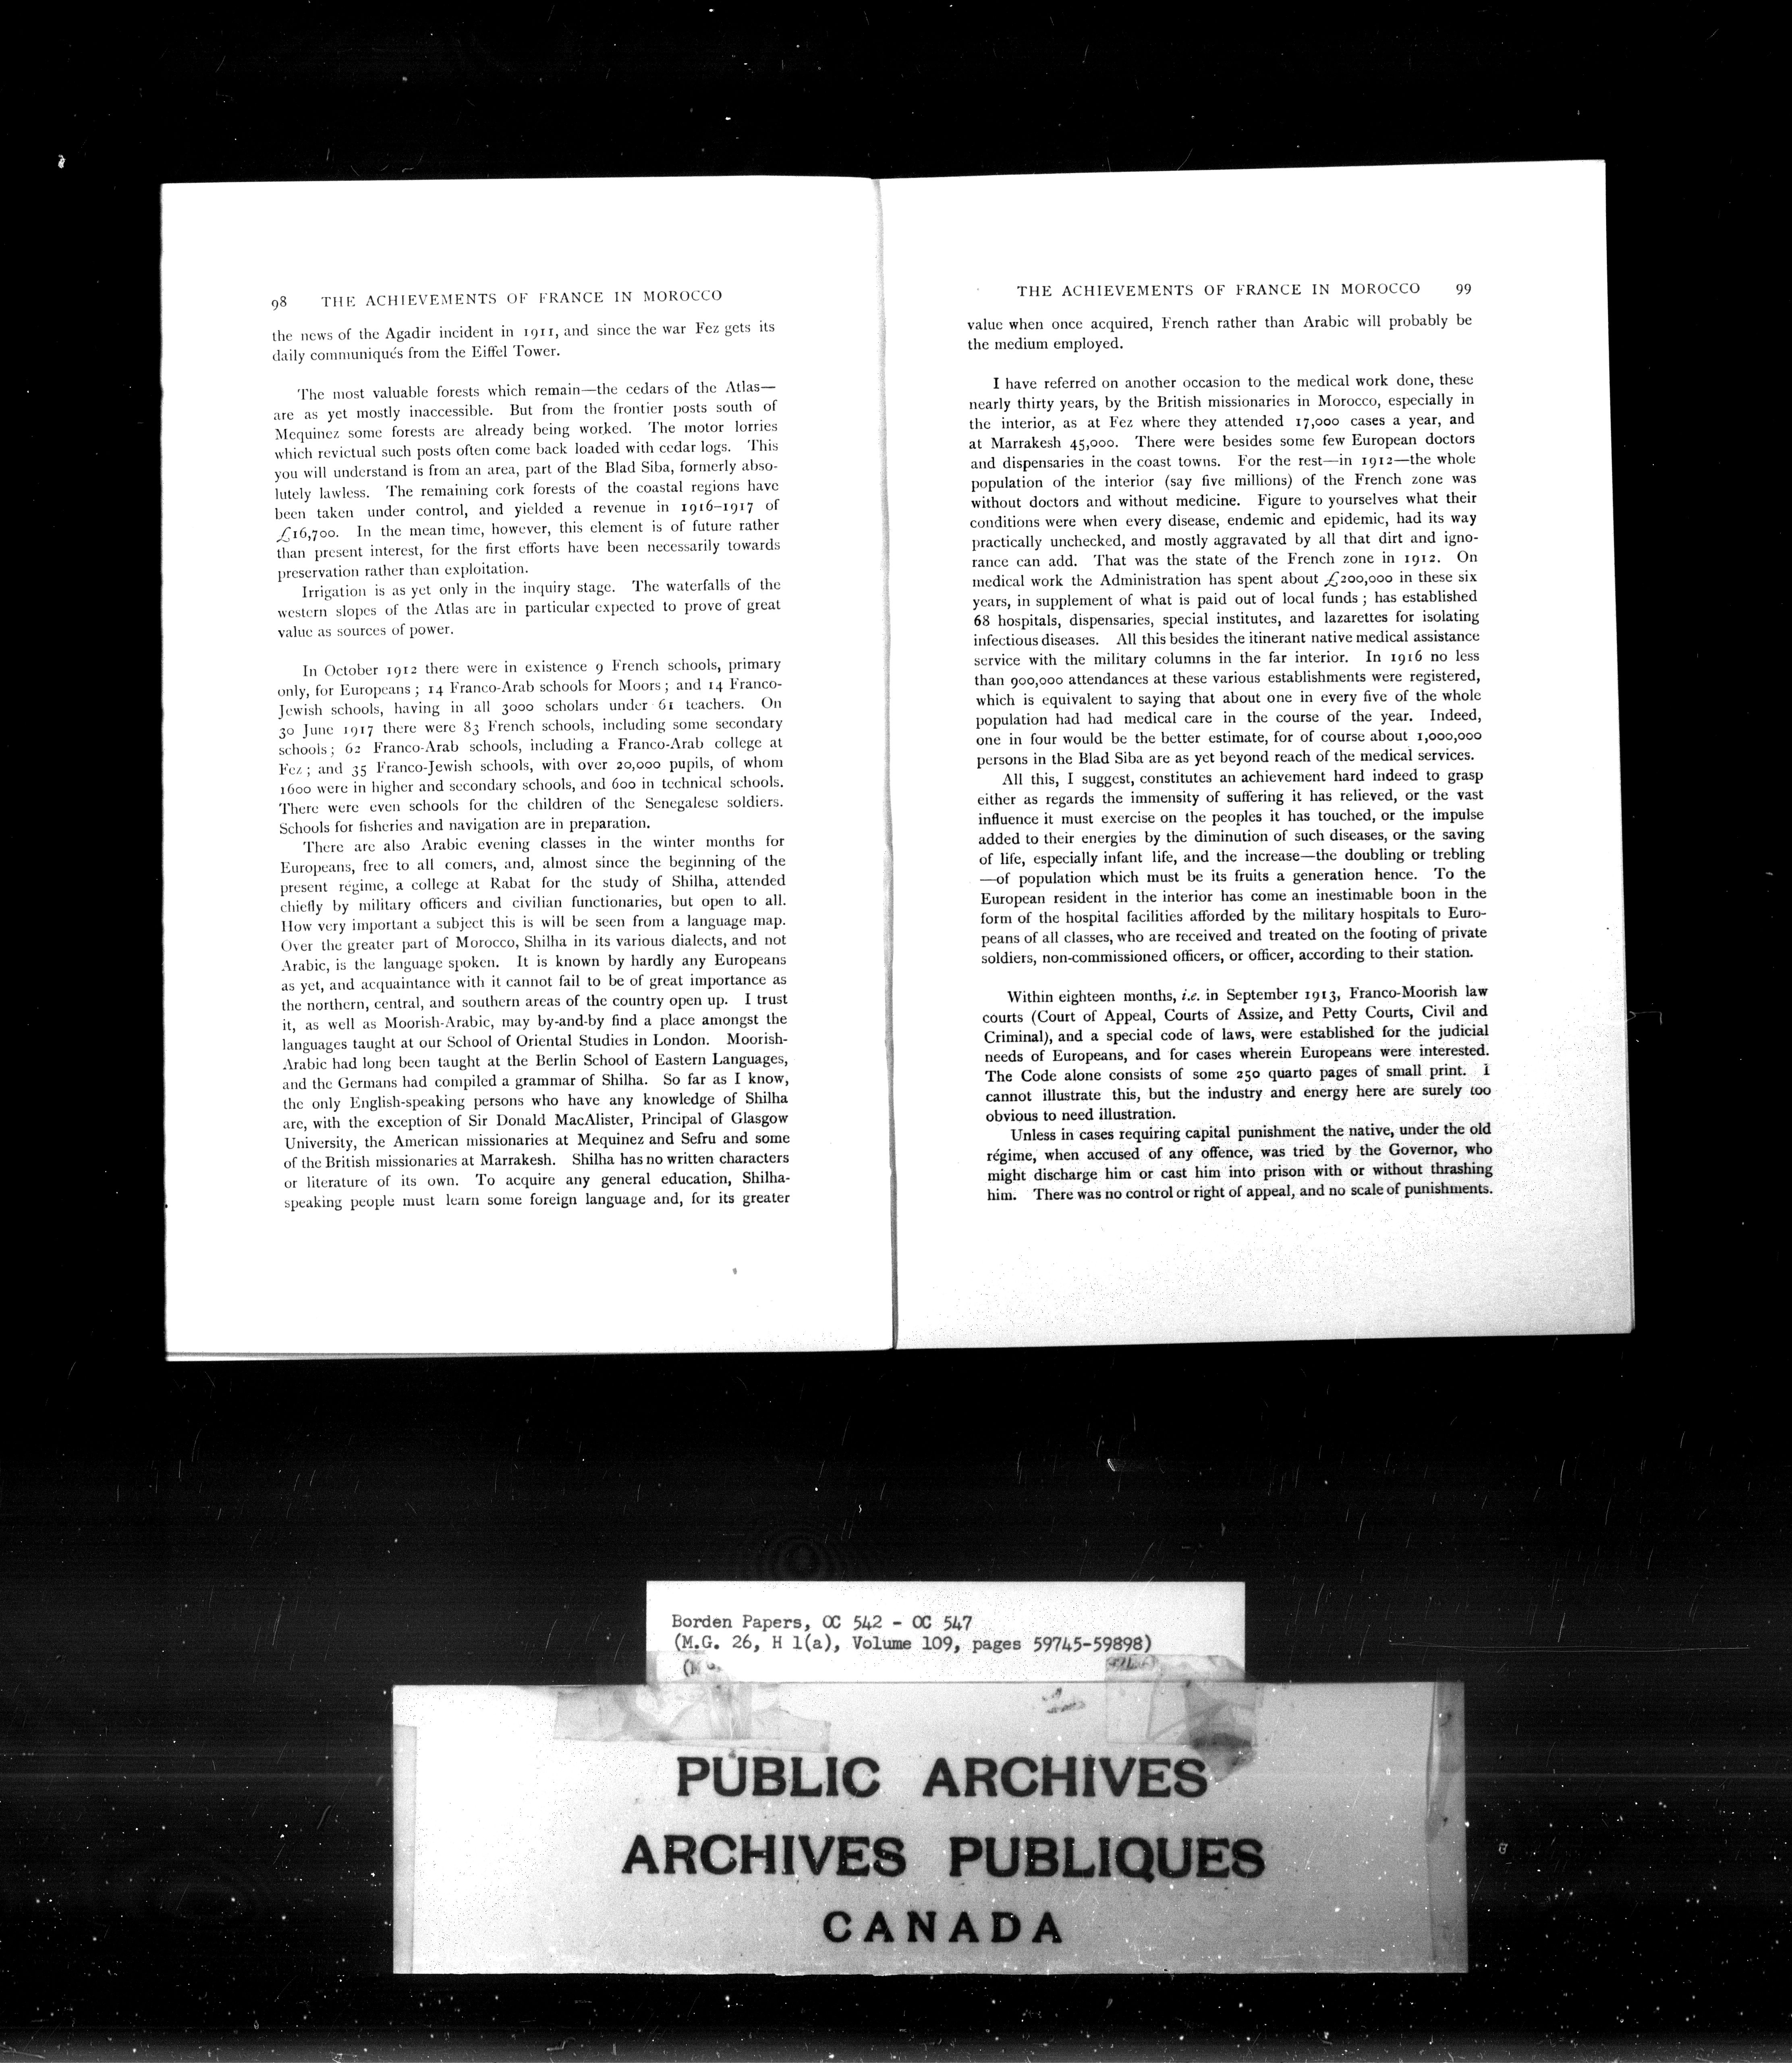 98 THE ACHIEVEMENTS OF FRANCE IN MOROCCO
the news of the Agadir incident in 1911, and since the war Fez gets its
daily communiqués from the Eiffel Tower.
The most valuable forests which remain—the cedars of the Atlas—
are as yet mostly inaccessible. But from the frontier posts south of
Mequinez some forests are already being worked. The motor lorries
which revictual such posts often come back loaded with cedar logs. This
you will understand is from an area, part of the Blad Siba, formerly abso-
lutely lawless. The remaining cork forests of the coastal regions have
been taken under control, and yielded a revenue in 1916–1917 of
£16,700. In the mean time, however, this element is of future rather
than present interest, for the first efforts have been necessarily towards
preservation rather than exploitation.
Irrigation is as yet only in the inquiry stage. The waterfalls of the
western slopes of the Atlas are in particular expected to prove of great
value as sources of power.
In October 1912 there were in existence 9 French schools, primary
only, for Europeans ; 14 Franco-Arab schools for Moors ; and 14 Franco-
Jewish schools, having in all 3000 scholars under 61 teachers. On
30 June 1917 there were 83 French schools, including some secondary
schools ; 62 Franco-Arab schools, including a Franco-Arab college at
Fez ; and 35 Franco-Jewish schools, with over 20,000 pupils, of whom
1600 were in higher and secondary schools, and 600 in technical schools.
There were even schools for the children of the Senegalese soldiers.
Schools for fisheries and navigation are in preparation.
There are also Arabic evening classes in the winter months for
Europeans, free to all comers, and, almost since the beginning of the
present régime, a college at Rabat for the study of Shilha, attended
chiefly by military officers and civilian functionaries, but open to all.
How very important a subject this is will be seen from a language map.
Over the greater part of Morocco, Shilha in its various dialects, and not
Arabic, is the language spoken. It is known by hardly any Europeans
as yet, and acquaintance with it cannot fail to be of great importance as
the northern, central, and southern areas of the country open up. I trust
it, as well as Moorish-Arabic, may by-and-by find a place amongst the
languages taught at our School of Oriental Studies in London. Moorish-
Arabic had long been taught at the Berlin School of Eastern Languages,
and the Germans had compiled a grammar of Shilha. So far as I know,
the only English-speaking persons who have any knowledge of Shilha
are, with the exception of Sir Donald MacAlister, Principal of Glasgow
University, the American missionaries at Mequinez and Sefru and some
of the British missionaries at Marrakesh. Shilha has no written characters
or literature of its own. To acquire any general education, Shilha-
speaking people must learn some foreign language and, for its greater
THE ACHIEVEMENTS OF FRANCE IN MOROCCO 99
value when once acquired, French rather than Arabic will probably be
the medium employed.
I have referred on another occasion to the medical work done, these
nearly thirty years, by the British missionaries in Morocco, especially in
the interior, as at Fez where they attended 17,000 cases a year, and
at Marrakesh 45,000. There were besides some few European doctors
and dispensaries in the coast towns. For the rest—in 1912—the whole
population of the interior (say five millions) of the French zone was
without doctors and without medicine. Figure to yourselves what their
conditions were when every disease, endemic and epidemic, had its way
practically unchecked, and mostly aggravated by all that dirt and igno-
rance can add. That was the state of the French zone in 1912. On
medical work the Administration has spent about £200,000 in these six
years, in supplement of what is paid out of local funds ; has established
68 hospitals, dispensaries, special institutes, and lazarettes for isolating
infectious diseases. All this besides the itinerant native medical assistance
service with the military columns in the far interior. In 1916 no less
than 900,000 attendances at these various establishments were registered,
which is equivalent to saying that about one in every five of the whole
population had had medical care in the course of the year. Indeed,
one in four would be the better estimate, for of course about 1,000,000
persons in the Blad Siba are as yet beyond reach of the medical services.
All this, I suggest, constitutes an achievement hard indeed to grasp
either as regards the immensity of suffering it has relieved, or the vast
influence it must exercise on the peoples it has touched, or the impulse
added to their energies by the diminution of such diseases, or the saving
of life, especially infant life, and the increase—the doubling or trebling
—of population which must be its fruits a generation hence. To the
European resident in the interior has come an inestimable boon in the
form of the hospital facilities afforded by the military hospitals to Euro-
peans of all classes, who are received and treated on the footing of private
soldiers, non-commissioned officers, or officer, according to their station.
Within eighteen months, i.e. in September 1913, Franco-Moorish law
courts (Court of Appeal, Courts of Assize, and Petty Courts, Civil and
Criminal), and a special code of laws, were established for the judicial
needs of Europeans, and for cases wherein Europeans were interested.
The Code alone consists of some 250 quarto pages of small print. I
cannot illustrate this, but the industry and energy here are surely too
obvious to need illustration.
Unless in cases requiring capital punishment the native, under the old
régime, when accused of any offence, was tried by the Governor, who
might discharge him or cast him into prison with or without thrashing
him. There was no control or right of appeal, and no scale of punishments.
Borden Papers, OC 542 - OC 547
(M.G. 26, H 1(a), Volume 109, pages 59745-59898)
PUBLIC ARCHIVES
ARCHIVES PUBLIQUES
CANADA